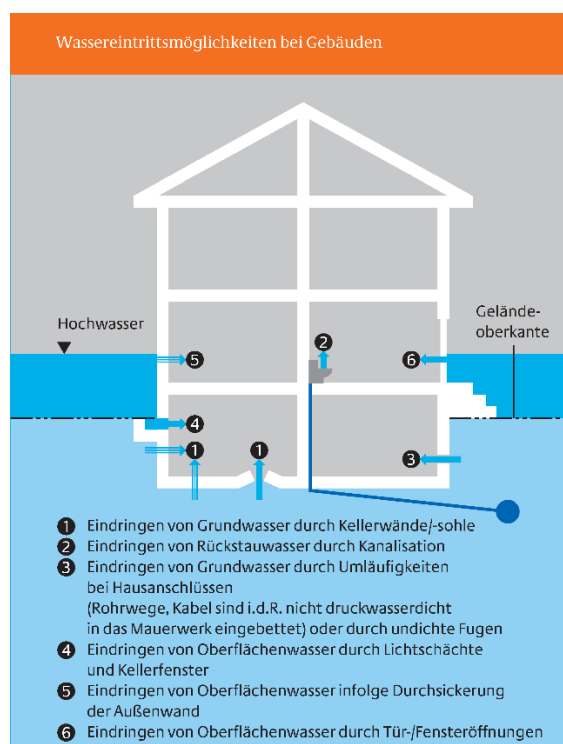 Wassereintrittsmöglichkeiten bei Gebäuden
Hochwasser
Gelände-
oberkante
2
5
6
4
1
1
3
1 Eindringen von Grundwasser durch Kellerwände/-sohle
2 Eindringen von Rückstauwasser durch Kanalisation
3 Eindringen von Grundwasser durch Umläufigkeiten
bei Hausanschlüssen
(Rohrwege, Kabel sind i.d.R. nicht druckwasserdicht
in das Mauerwerk eingebettet) oder durch undichte Fugen
4 Eindringen von Oberflächenwasser durch Lichtschächte
und Kellerfenster
5 Eindringen von Oberflächenwasser infolge Durchsickerung
der Außenwand
6 Eindringen von Oberflächenwasser durch Tür-/Fensteröffnungen